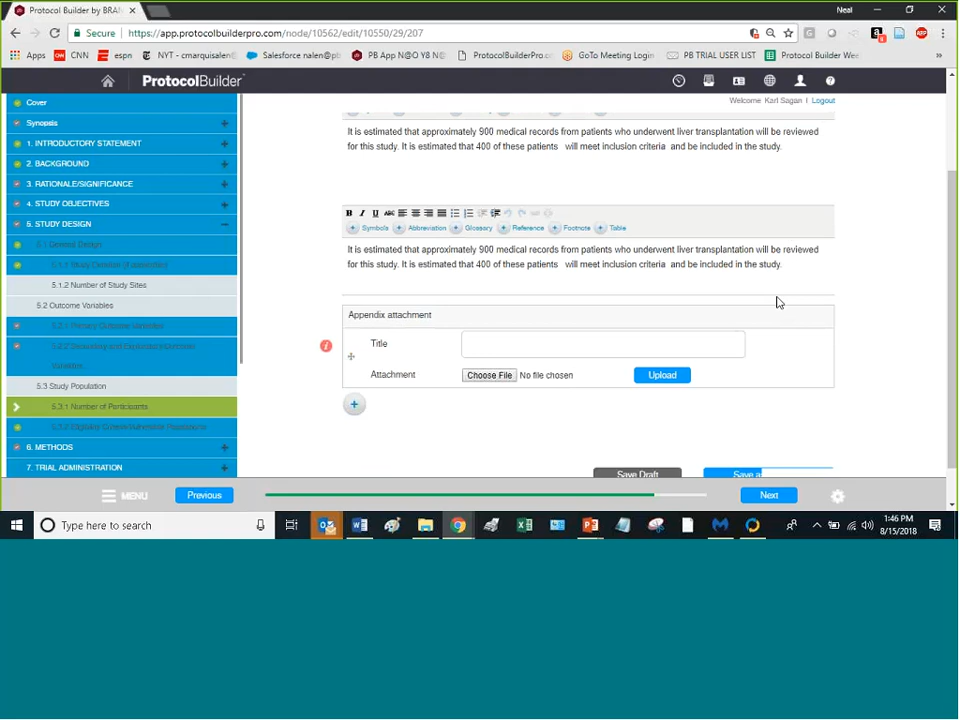 Protocol Builder by BRAN
Neal
Secure
https://app.protocolbuilderpro.com/node/10562/edit/10550/29/207
Apps
CNN
espn
NYT - cmarquisalen@
Salesforce nalen@pb
PB App N@O Y8 N@
ProtocolBuilderPro.c
GoTo Meeting Login
PB TRIAL USER LIST
Protocol Builder Wee
»
ProtocolBuilder
Welcome Karl Sagan | Logout
Cover
Synopsis
1. INTRODUCTORY STATEMENT
2. BACKGROUND
3. RATIONALE/SIGNIFICANCE
4. STUDY OBJECTIVES
5. STUDY DESIGN
5.1 General Design
5.1.2 Number of Study Sites
5.2 Outcome Variables
5.2.1 Primary Outcome Variables
5.3 Study Population
5.3.1 Number of Participants
6. METHODS
7. TRIAL ADMINISTRATION
It is estimated that approximately 900 medical records from patients who underwent liver transplantation will be reviewed
for this study. It is estimated that 400 of these patients will meet inclusion criteria and be included in the study.
B I U ABC
Symbols Abbreviation Glossary Reference Footnote Table
It is estimated that approximately 900 medical records from patients who underwent liver transplantation will be reviewed
for this study. It is estimated that 400 of these patients will meet inclusion criteria and be included in the study.
Appendix attachment
Title
Attachment
Choose File No file chosen
Upload
Save Draft
Save a
MENU
Previous
Next
Type here to search
1:46 PM
8/15/2018